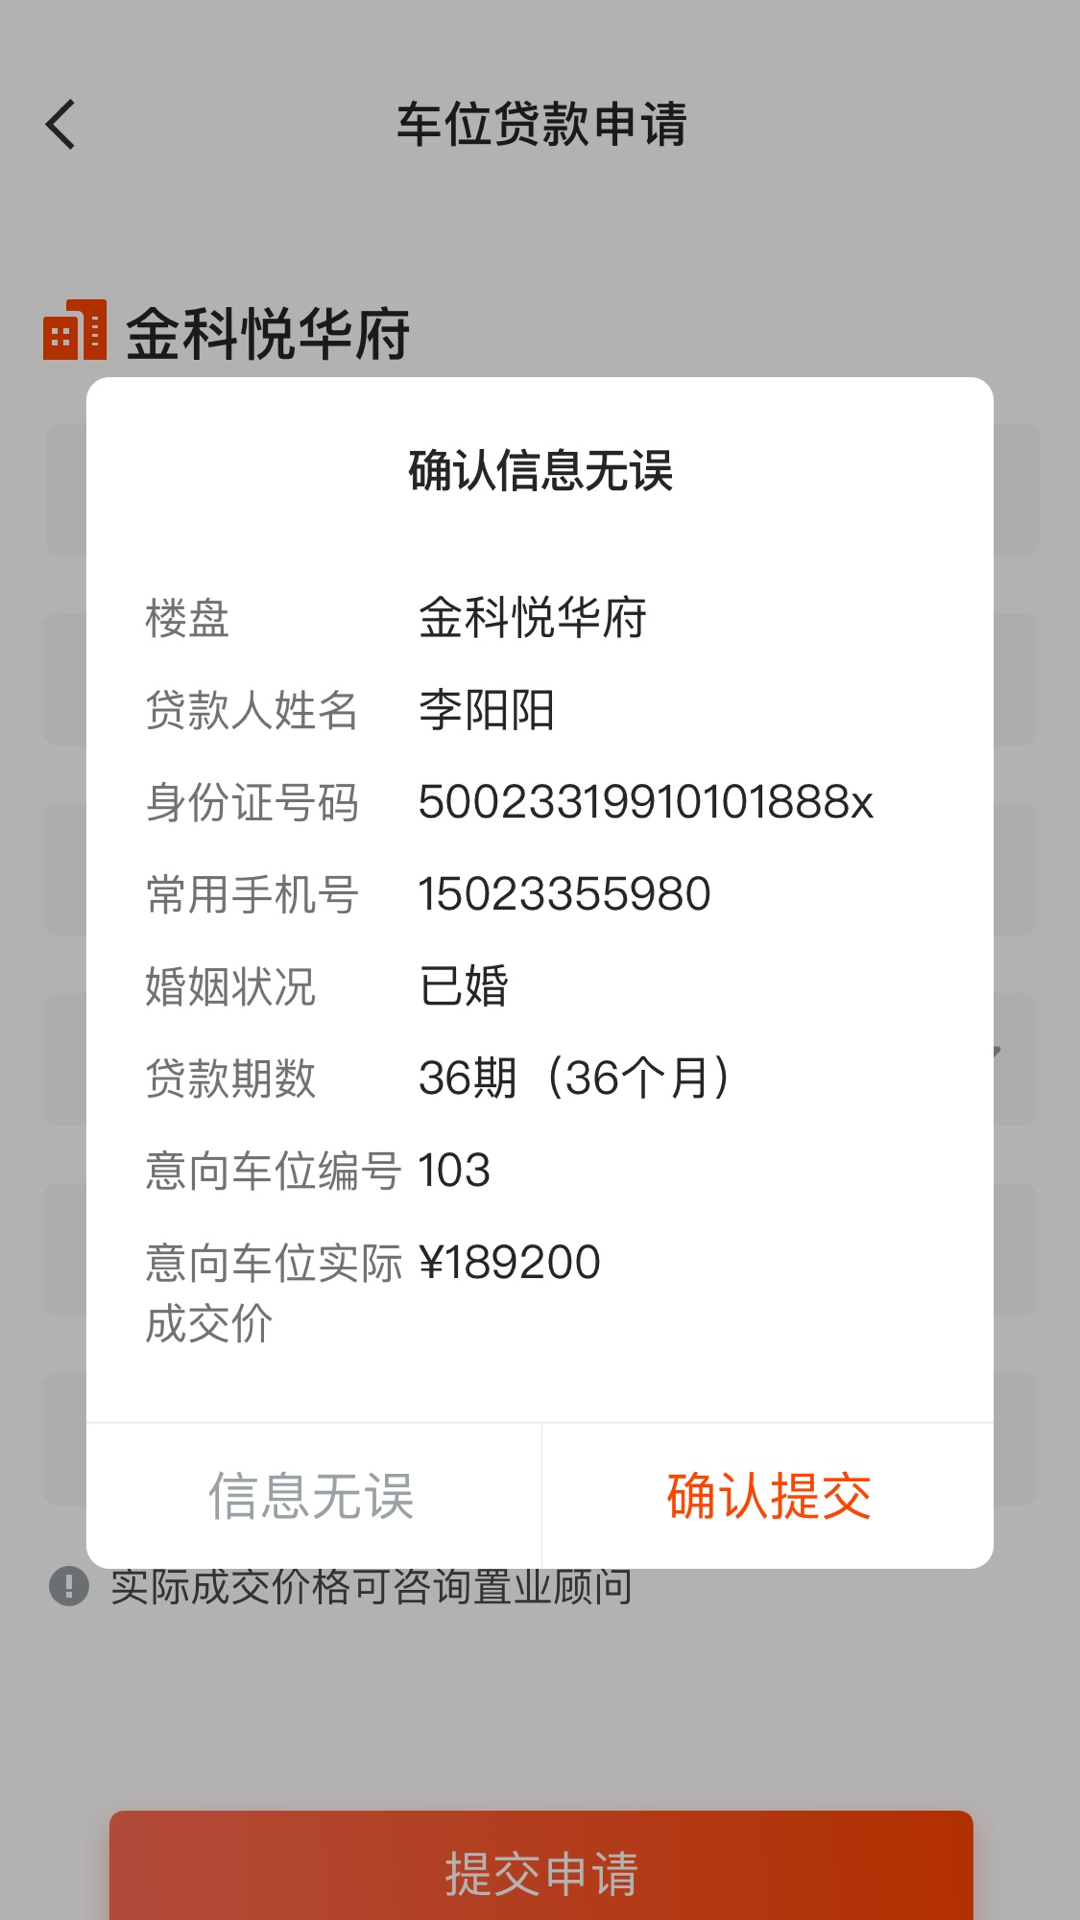 车位贷款申请
金科悦华府
确认信息无误
楼盘 金科悦华府
贷款人姓名 李阳阳
身份证号码 50023319910101888x
常用手机号 15023355980
婚姻状况 已婚
贷款期数 36期（36个月）
意向车位编号 103
意向车位实际 ¥189200
成交价
信息无误 确认提交
实际成交价格可咨询置业顾问
提交申请